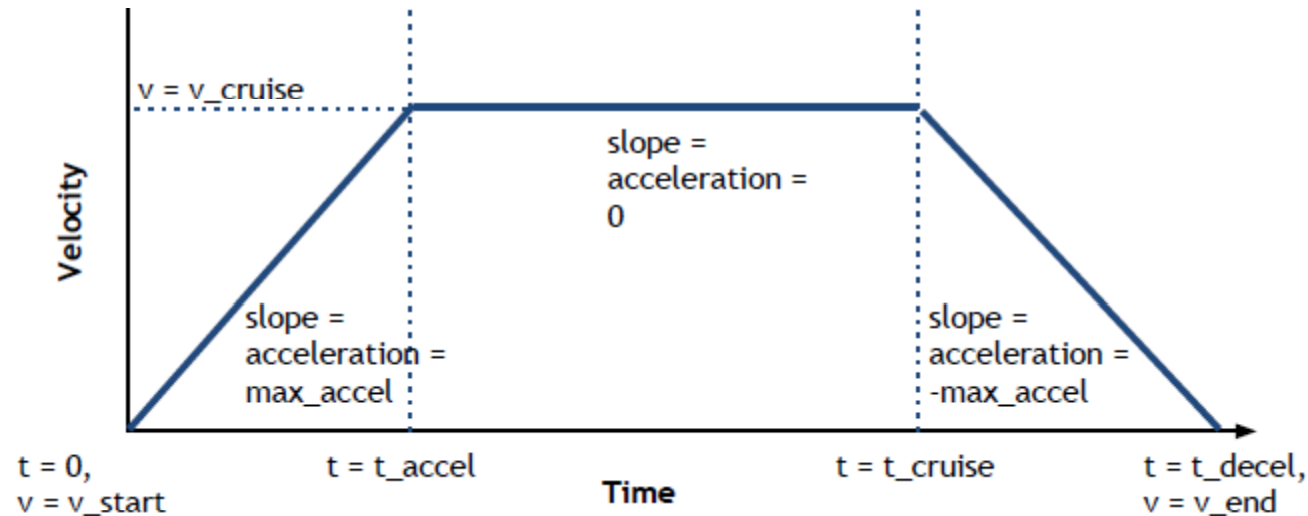 v = v_cruise
slope =
acceleration =
0
Velocity
slope =
acceleration =
max_accel
slope =
acceleration =
-max_accel
t = 0,
v = v_start
t = t_accel
Time
t = t_cruise
t = t_decel,
v = v_end